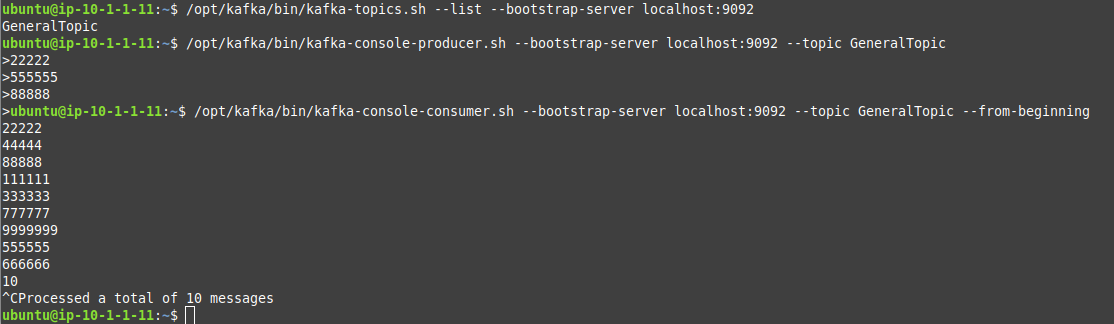 ubuntu@ip-10-1-1-11:~$ /opt/kafka/bin/kafka-topics.sh --list --bootstrap-server localhost:9092
GeneralTopic
ubuntu@ip-10-1-1-11:~$ /opt/kafka/bin/kafka-console-producer.sh --bootstrap-server localhost:9092 --topic GeneralTopic
>22222
>555555
>88888
>ubuntu@ip-10-1-1-11:~$ /opt/kafka/bin/kafka-console-consumer.sh --bootstrap-server localhost:9092 --topic GeneralTopic --from-beginning
22222
44444
88888
111111
333333
777777
9999999
555555
666666
10
^CProcessed a total of 10 messages
ubuntu@ip-10-1-1-11:~$